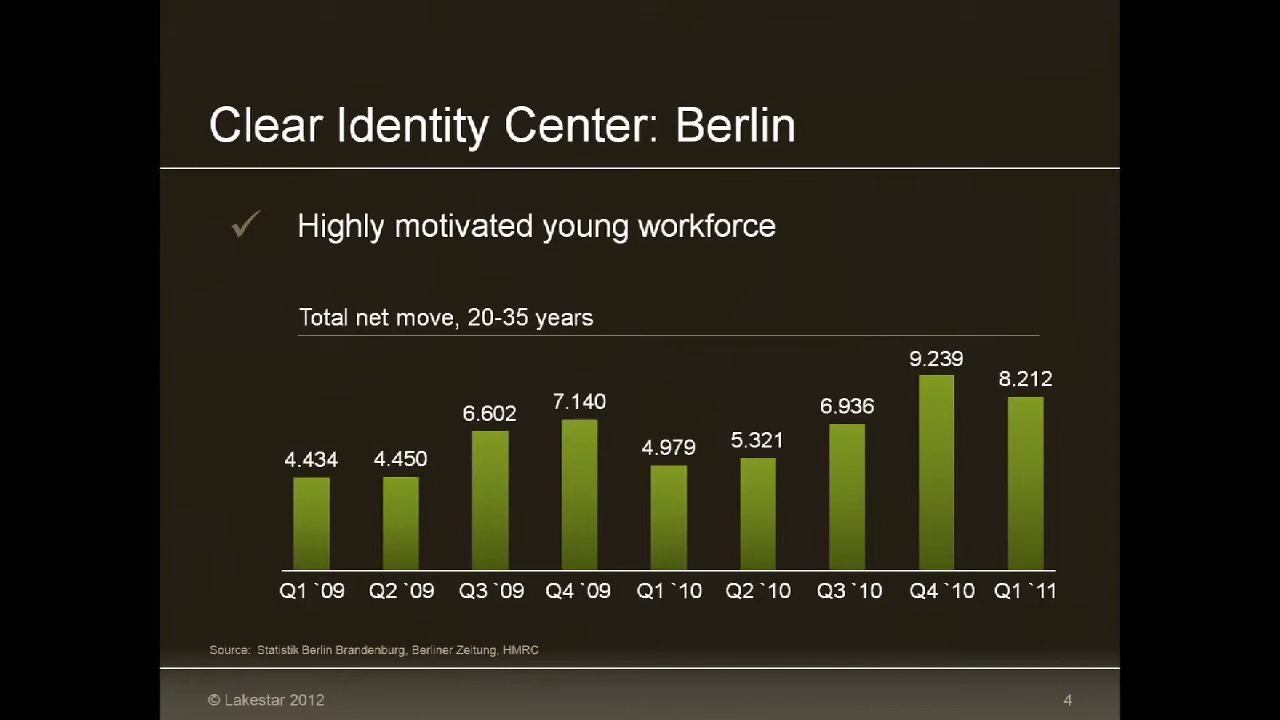 Clear Identity Center: Berlin
✓ Highly motivated young workforce
Total net move, 20-35 years
4.434 4.450 6.602 7.140 4.979 5.321 6.936 9.239 8.212
Q1 `09 Q2 `09 Q3 `09 Q4 `09 Q1 `10 Q2 `10 Q3 `10 Q4 `10 Q1 `11
Source: Statistik Berlin Brandenburg, Berliner Zeitung, HMRC
© Lakestar 2012 4